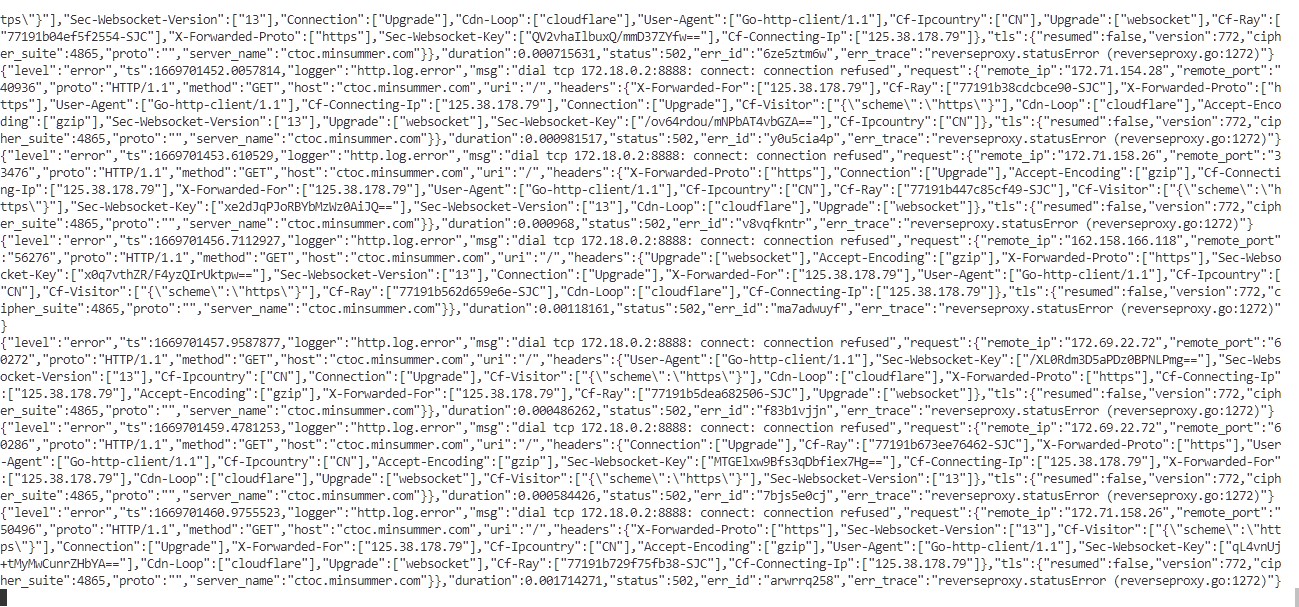 tps\"}"],"Sec-Websocket-Version":["13"],"Connection":["Upgrade"],"Cdn-Loop":["cloudflare"],"User-Agent":["Go-http-client/1.1"],"Cf-Ipcountry":["CN"],"Upgrade":["websocket"],"Cf-Ray":[
"77191b04ef5f2554-SJC"],"X-Forwarded-Proto":["https"],"Sec-Websocket-Key":["QV2vhaIlbuxQ/mmD37ZYfw=="],"Cf-Connecting-Ip":["125.38.178.79"]},"tls":{"resumed":false,"version":772,"ciph
er_suite":4865,"proto":"","server_name":"ctoc.minsummer.com"}},"duration":0.000715631,"status":502,"err_id":"6ze5ztm6w","err_trace":"reverseproxy.statusError (reverseproxy.go:1272)"}
{"level":"error","ts":1669701452.0057814,"logger":"http.log.error","msg":"dial tcp 172.18.0.2:8888: connect: connection refused","request":{"remote_ip":"172.71.154.28","remote_port":"
40936","proto":"HTTP/1.1","method":"GET","host":"ctoc.minsummer.com","uri":"/","headers":{"X-Forwarded-For":["125.38.178.79"],"Cf-Ray":["77191b38cdcbce90-SJC"],"X-Forwarded-Proto":["h
ttps"],"User-Agent":["Go-http-client/1.1"],"Cf-Connecting-Ip":["125.38.178.79"],"Connection":["Upgrade"],"Cf-Visitor":["{\"scheme\":\"https\"}"],"Cdn-Loop":["cloudflare"],"Accept-Enco
ding":["gzip"],"Sec-Websocket-Version":["13"],"Upgrade":["websocket"],"Sec-Websocket-Key":["/ov64rdou/mNPbAT4vbGZA=="],"Cf-Ipcountry":["CN"]},"tls":{"resumed":false,"version":772,"cip
her_suite":4865,"proto":"","server_name":"ctoc.minsummer.com"}},"duration":0.000981517,"status":502,"err_id":"y0u5cia4p","err_trace":"reverseproxy.statusError (reverseproxy.go:1272)"}
{"level":"error","ts":1669701453.610529,"logger":"http.log.error","msg":"dial tcp 172.18.0.2:8888: connect: connection refused","request":{"remote_ip":"172.71.158.26","remote_port":"3
3476","proto":"HTTP/1.1","method":"GET","host":"ctoc.minsummer.com","uri":"/","headers":{"X-Forwarded-Proto":["https"],"Connection":["Upgrade"],"Accept-Encoding":["gzip"],"Cf-Connecti
ng-Ip":["125.38.178.79"],"X-Forwarded-For":["125.38.178.79"],"User-Agent":["Go-http-client/1.1"],"Cf-Ipcountry":["CN"],"Cf-Ray":["77191b447c85cf49-SJC"],"Cf-Visitor":["{\"scheme\":\"h
ttps\"}"],"Sec-Websocket-Key":["xe2dJqPJoRBYbMzWz0AiJQ=="],"Sec-Websocket-Version":["13"],"Cdn-Loop":["cloudflare"],"Upgrade":["websocket"]},"tls":{"resumed":false,"version":772,"ciph
er_suite":4865,"proto":"","server_name":"ctoc.minsummer.com"}},"duration":0.000968,"status":502,"err_id":"v8vqfkntr","err_trace":"reverseproxy.statusError (reverseproxy.go:1272)"}
{"level":"error","ts":1669701456.7112927,"logger":"http.log.error","msg":"dial tcp 172.18.0.2:8888: connect: connection refused","request":{"remote_ip":"162.158.166.118","remote_port"
:"56276","proto":"HTTP/1.1","method":"GET","host":"ctoc.minsummer.com","uri":"/","headers":{"Upgrade":["websocket"],"Accept-Encoding":["gzip"],"X-Forwarded-Proto":["https"],"Sec-Webso
cket-Key":["x0q7vthZR/F4yzQIrUktpw=="],"Sec-Websocket-Version":["13"],"Connection":["Upgrade"],"X-Forwarded-For":["125.38.178.79"],"User-Agent":["Go-http-client/1.1"],"Cf-Ipcountry":[
"CN"],"Cf-Visitor":["{\"scheme\":\"https\"}"],"Cf-Ray":["77191b562d659e6e-SJC"],"Cdn-Loop":["cloudflare"],"Cf-Connecting-Ip":["125.38.178.79"]},"tls":{"resumed":false,"version":772,"c
ipher_suite":4865,"proto":"","server_name":"ctoc.minsummer.com"}},"duration":0.00118161,"status":502,"err_id":"ma7adwuyf","err_trace":"reverseproxy.statusError (reverseproxy.go:1272)"
}
{"level":"error","ts":1669701457.9587877,"logger":"http.log.error","msg":"dial tcp 172.18.0.2:8888: connect: connection refused","request":{"remote_ip":"172.69.22.72","remote_port":"6
0272","proto":"HTTP/1.1","method":"GET","host":"ctoc.minsummer.com","uri":"/","headers":{"User-Agent":["Go-http-client/1.1"],"Sec-Websocket-Key":["/XL0Rdm3D5aPDz0BPNLPmg=="],"Sec-Webs
ocket-Version":["13"],"Cf-Ipcountry":["CN"],"Connection":["Upgrade"],"Cf-Visitor":["{\"scheme\":\"https\"}"],"Cdn-Loop":["cloudflare"],"X-Forwarded-Proto":["https"],"Cf-Connecting-Ip"
:["125.38.178.79"],"Accept-Encoding":["gzip"],"X-Forwarded-For":["125.38.178.79"],"Cf-Ray":["77191b5dea682506-SJC"],"Upgrade":["websocket"]},"tls":{"resumed":false,"version":772,"ciph
er_suite":4865,"proto":"","server_name":"ctoc.minsummer.com"}},"duration":0.000486262,"status":502,"err_id":"f83b1vjjn","err_trace":"reverseproxy.statusError (reverseproxy.go:1272)"}
{"level":"error","ts":1669701459.4781253,"logger":"http.log.error","msg":"dial tcp 172.18.0.2:8888: connect: connection refused","request":{"remote_ip":"172.69.22.72","remote_port":"6
0286","proto":"HTTP/1.1","method":"GET","host":"ctoc.minsummer.com","uri":"/","headers":{"Connection":["Upgrade"],"Cf-Ray":["77191b673ee76462-SJC"],"X-Forwarded-Proto":["https"],"User
-Agent":["Go-http-client/1.1"],"Cf-Ipcountry":["CN"],"Accept-Encoding":["gzip"],"Sec-Websocket-Key":["MTGElxw9Bfs3qDbfiex7Hg=="],"Cf-Connecting-Ip":["125.38.178.79"],"X-Forwarded-For"
:["125.38.178.79"],"Cdn-Loop":["cloudflare"],"Upgrade":["websocket"],"Cf-Visitor":["{\"scheme\":\"https\"}"],"Sec-Websocket-Version":["13"]},"tls":{"resumed":false,"version":772,"ciph
er_suite":4865,"proto":"","server_name":"ctoc.minsummer.com"}},"duration":0.000584426,"status":502,"err_id":"7bjs5e0cj","err_trace":"reverseproxy.statusError (reverseproxy.go:1272)"}
{"level":"error","ts":1669701460.9755523,"logger":"http.log.error","msg":"dial tcp 172.18.0.2:8888: connect: connection refused","request":{"remote_ip":"172.71.158.26","remote_port":"
50496","proto":"HTTP/1.1","method":"GET","host":"ctoc.minsummer.com","uri":"/","headers":{"X-Forwarded-Proto":["https"],"Sec-Websocket-Version":["13"],"Cf-Visitor":["{\"scheme\":\"htt
ps\"}"],"Connection":["Upgrade"],"X-Forwarded-For":["125.38.178.79"],"Cf-Ipcountry":["CN"],"Accept-Encoding":["gzip"],"User-Agent":["Go-http-client/1.1"],"Sec-Websocket-Key":["qL4vnUj
+tMyMwCunrZHbYA=="],"Cdn-Loop":["cloudflare"],"Upgrade":["websocket"],"Cf-Ray":["77191b729f75fb38-SJC"],"Cf-Connecting-Ip":["125.38.178.79"]},"tls":{"resumed":false,"version":772,"cip
her_suite":4865,"proto":"","server_name":"ctoc.minsummer.com"}},"duration":0.001714271,"status":502,"err_id":"arwrrq258","err_trace":"reverseproxy.statusError (reverseproxy.go:1272)"}